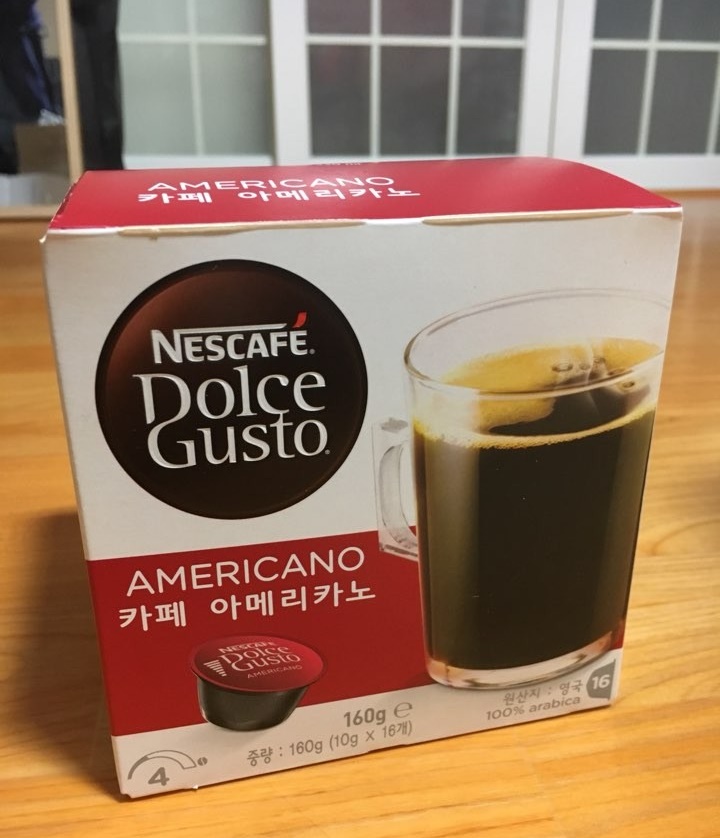 AMERICANO
카페 아메리카노
NESCAFÉ®
DOLCE
GUSTO®
AMERICANO
카페 아메리카노
NESCAFÉ
DOLCE
GUSTO
AMERICANO
160g e
중량 : 160g (10g x 16개)
원산지 : 영국
100% arabica
16
4